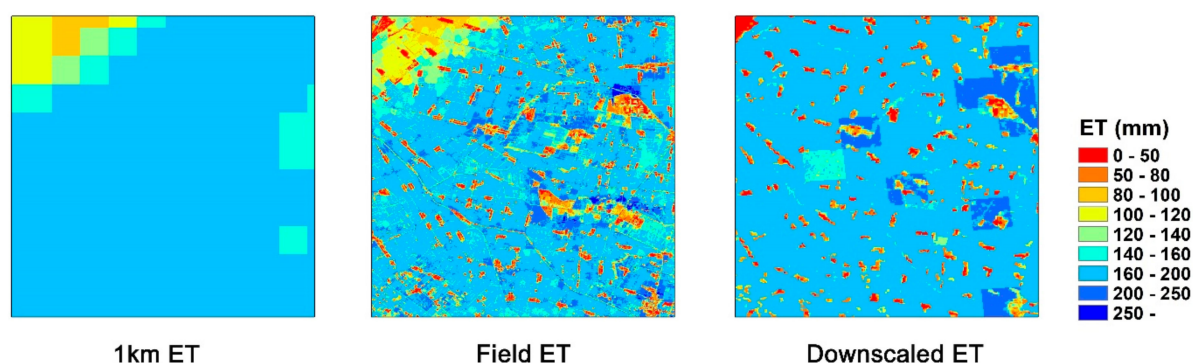 ET (mm)
0 - 50
50 - 80
80 - 100
100 - 120
120 - 140
140 - 160
160 - 200
200 - 250
250 -
1km ET
Field ET
Downscaled ET